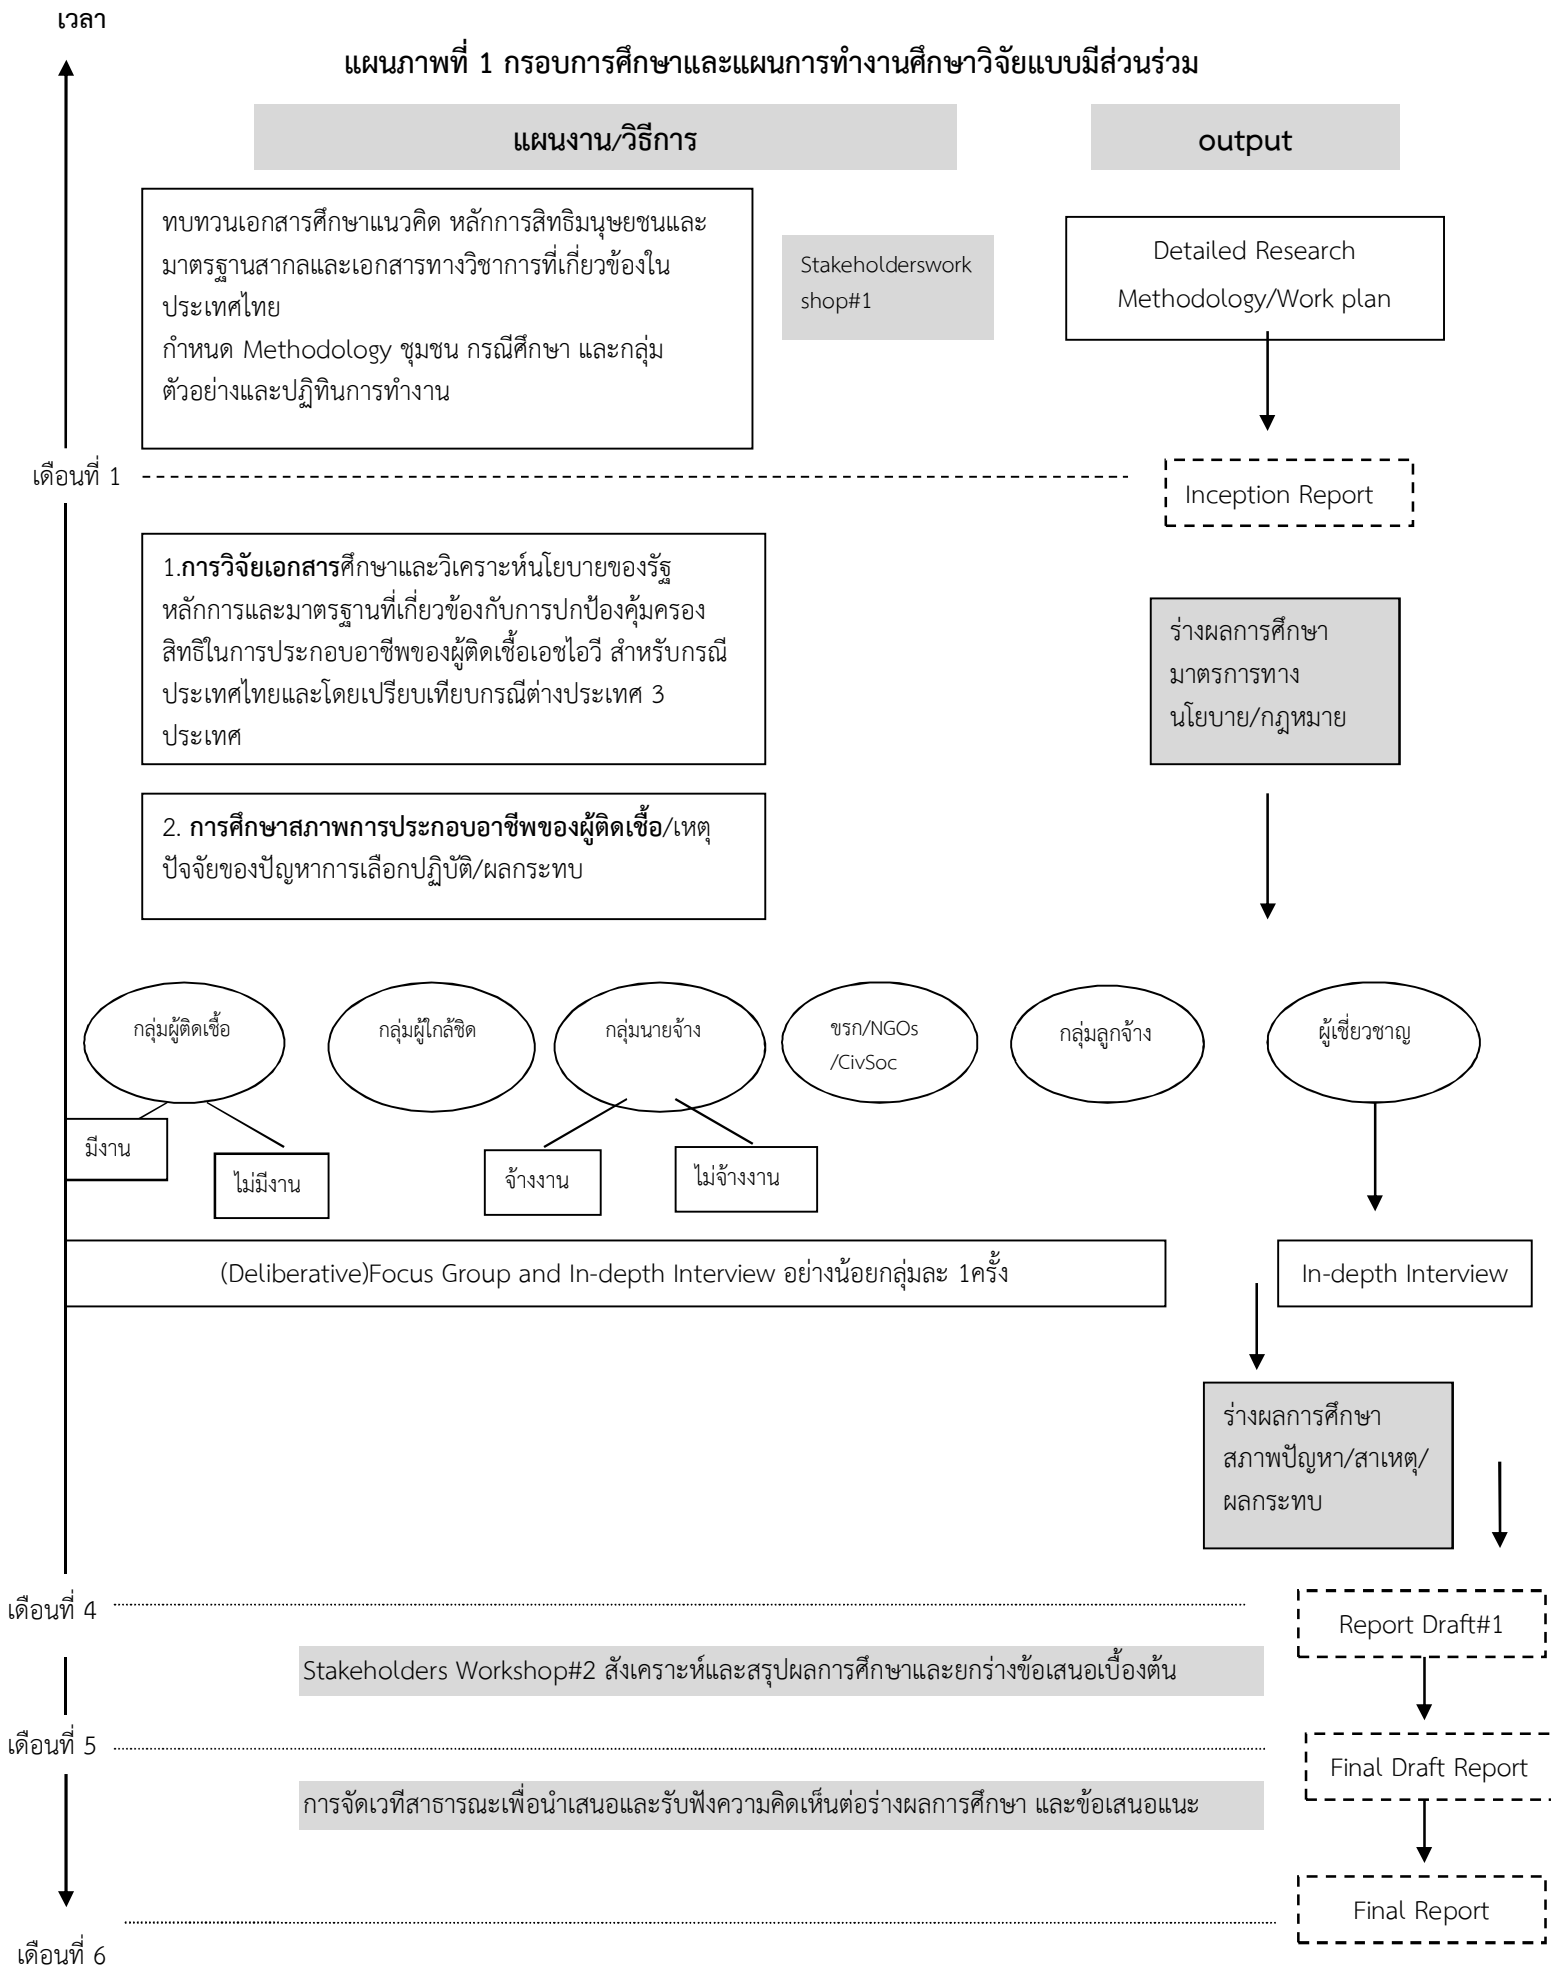 เวลา
แผนภาพที่ 1 กรอบการศึกษาและแผนการทำงานศึกษาวิจัยแบบมีส่วนร่วม
แผนงาน/วิธีการ
output
ทบทวนเอกสารศึกษาแนวคิด หลักการสิทธิมนุษยชนและ
มาตรฐานสากลและเอกสารทางวิชาการที่เกี่ยวข้องใน
ประเทศไทย
กำหนด Methodology ชุมชน กรณีศึกษา และกลุ่ม
ตัวอย่างและปฏิทินการทำงาน
Stakeholderswork
shop#1
Detailed Research
Methodology/Work plan
เดือนที่ 1
Inception Report
1.การวิจัยเอกสารศึกษาและวิเคราะห์นโยบายของรัฐ
หลักการและมาตรฐานที่เกี่ยวข้องกับการปกป้องคุ้มครอง
สิทธิในการประกอบอาชีพของผู้ติดเชื้อเอชไอวี สำหรับกรณี
ประเทศไทยและโดยเปรียบเทียบกรณีต่างประเทศ 3
ประเทศ
ร่างผลการศึกษา
มาตรการทาง
นโยบาย/กฎหมาย
2. การศึกษาสภาพการประกอบอาชีพของผู้ติดเชื้อ/เหตุ
ปัจจัยของปัญหาการเลือกปฏิบัติ/ผลกระทบ
กลุ่มผู้ติดเชื้อ
กลุ่มผู้ใกล้ชิด
กลุ่มนายจ้าง
ขรก/NGOs
/CivSoc
กลุ่มลูกจ้าง
ผู้เชี่ยวชาญ
มีงาน
ไม่มีงาน
จ้างงาน
ไม่จ้างงาน
(Deliberative)Focus Group and In-depth Interview อย่างน้อยกลุ่มละ 1ครั้ง
In-depth Interview
ร่างผลการศึกษา
สภาพปัญหา/สาเหตุ/
ผลกระทบ
เดือนที่ 4
Report Draft#1
Stakeholders Workshop#2 สังเคราะห์และสรุปผลการศึกษาและยกร่างข้อเสนอเบื้องต้น
เดือนที่ 5
Final Draft Report
การจัดเวทีสาธารณะเพื่อนำเสนอและรับฟังความคิดเห็นต่อร่างผลการศึกษา และข้อเสนอแนะ
Final Report
เดือนที่ 6